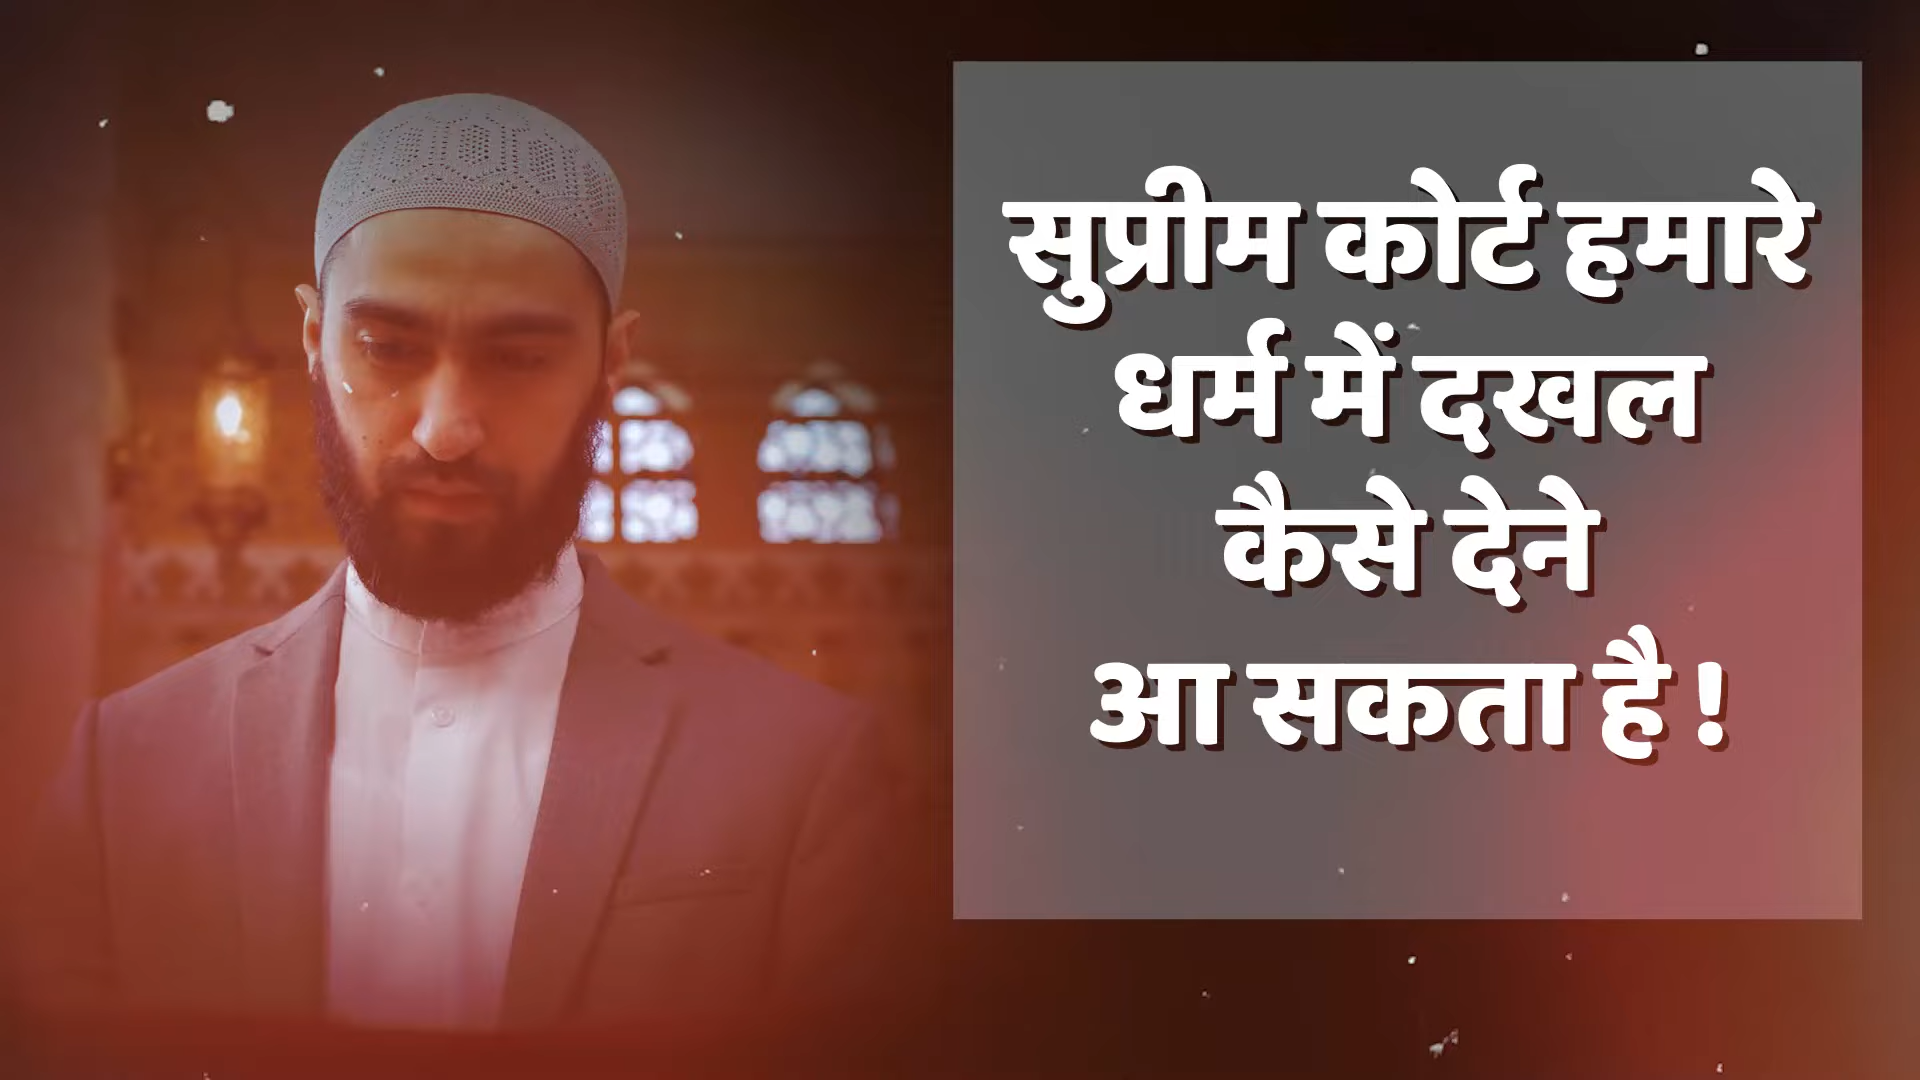 सुप्रीम कोर्ट हमारे
धर्म में दखल
कैसे देने
आ सकता है !